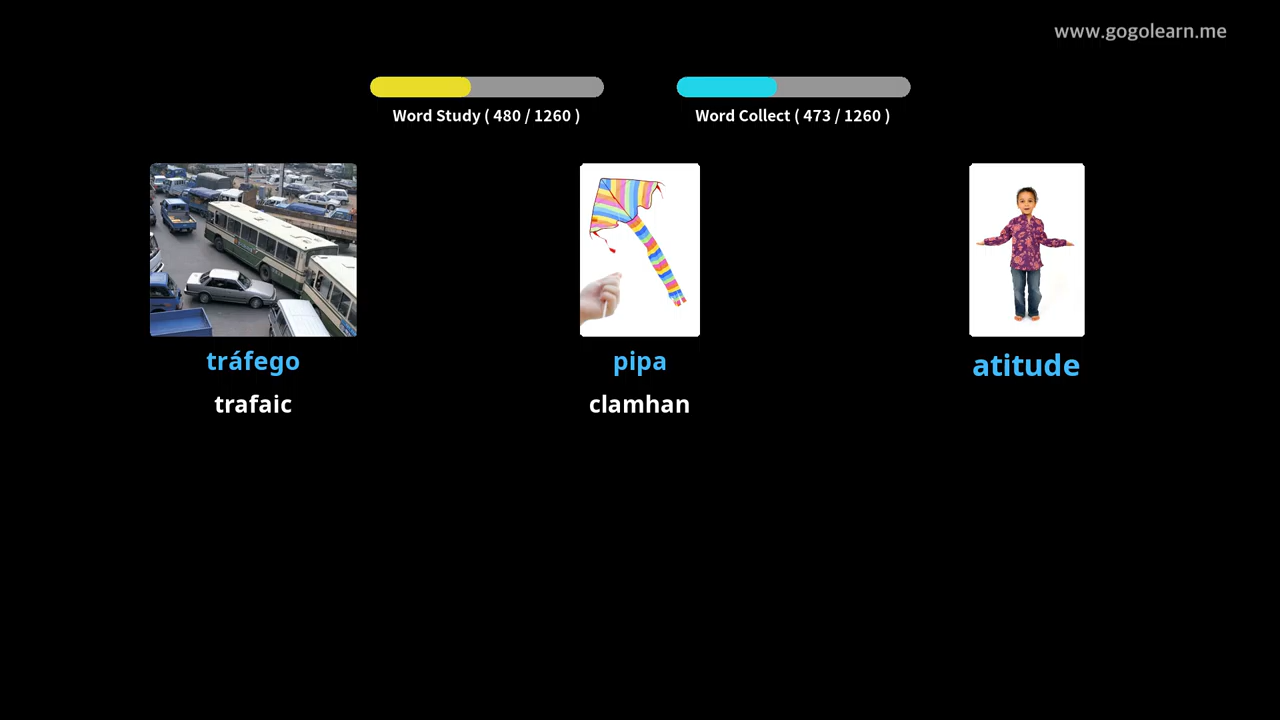 www.gogolearn.me
Word Study ( 480 / 1260 )
Word Collect ( 473 / 1260 )
tráfego
pipa
atitude
trafaic
clamhan